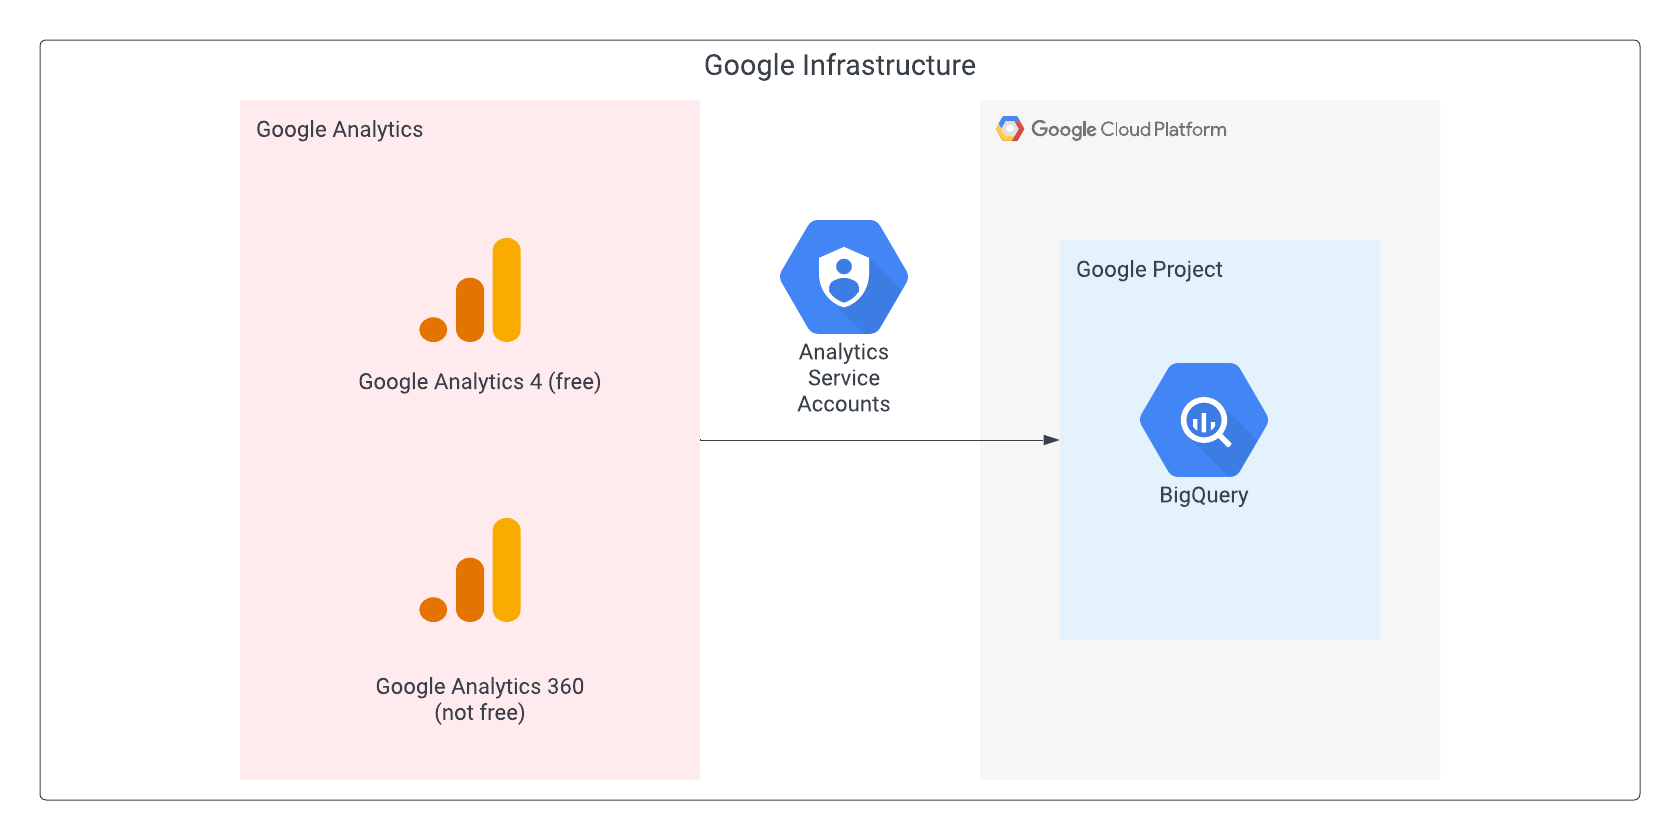 Google Infrastructure
Google Analytics
Google Analytics 4 (free)
Google Analytics 360
(not free)
Analytics
Service
Accounts
Google Cloud Platform
Google Project
BigQuery